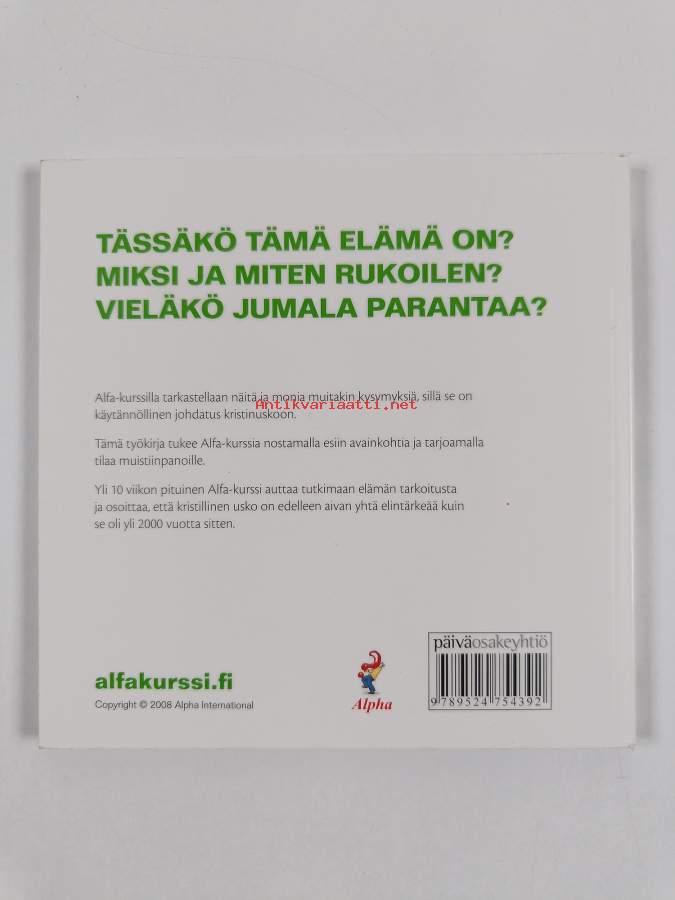 TÄSSÄKÖ TÄMÄ ELÄMÄ ON?
MIKSI JA MITEN RUKOILEN?
VIELÄKÖ JUMALA PARANTAA?
Alfa-kurssilla tarkastellaan näitä ja monia muitakin kysymyksiä, sillä se on
Antikvariaatti.net
käytännöllinen johdatus kristinuskoon.
Tämä työkirja tukee Alfa-kurssia nostamalla esiin avainkohtia ja tarjoamalla
tilaa muistiinpanoille.
Yli 10 viikon pituinen Alfa-kurssi auttaa tutkimaan elämän tarkoitusta
ja osoittaa, että kristillinen usko on edelleen aivan yhtä elintärkeää kuin
se oli yli 2000 vuotta sitten.
päiväosakeyhtiö
alfakurssi.fi
Copyright © 2008 Alpha International
Alpha
9 789524 754392